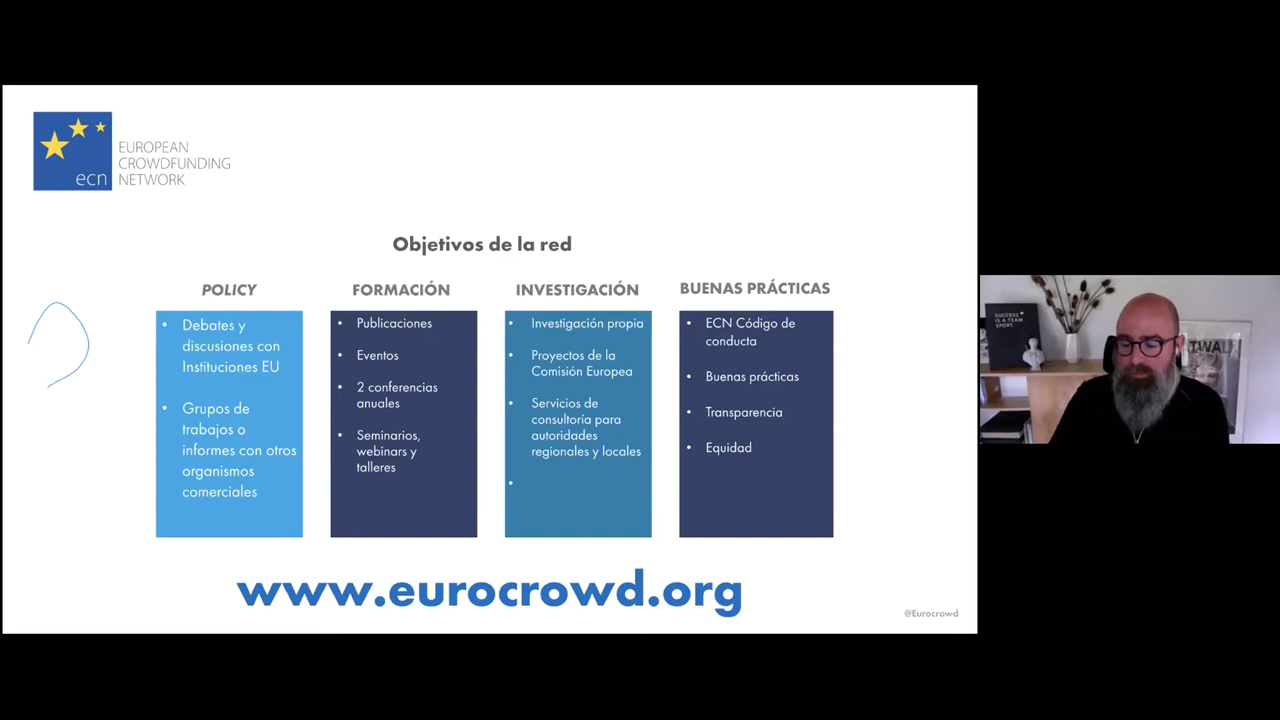 ecn
EUROPEAN
CROWDFUNDING
NETWORK
Objetivos de la red
POLICY
• Debates y
discusiones con
Instituciones EU
• Grupos de
trabajos o
informes con otros
organismos
comerciales
FORMACIÓN
• Publicaciones
• Eventos
• 2 conferencias
anuales
• Seminarios,
webinars y
talleres
INVESTIGACIÓN
• Investigación propia
• Proyectos de la
Comisión Europea
• Servicios de
consultoría para
autoridades
regionales y locales
•
BUENAS PRÁCTICAS
• ECN Código de
conducta
• Buenas prácticas
• Transparencia
• Equidad
www.eurocrowd.org
@Eurocrowd
SUCCESS
IS A TEAM
SPORT.